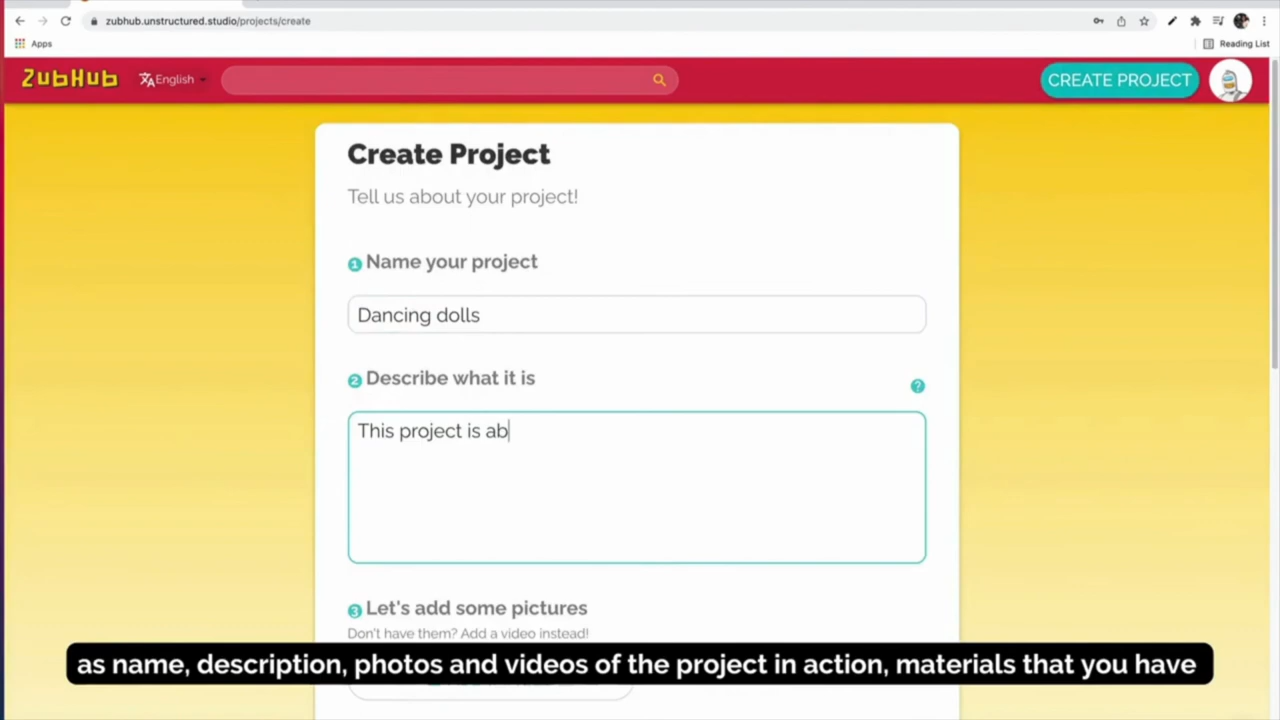 zubhub.unstructured.studio/projects/create
Apps
Reading List
ZubHub
English
CREATE PROJECT
Create Project
Tell us about your project!
1 Name your project
Dancing dolls
2 Describe what it is
?
This project is ab
3 Let's add some pictures
Don't have them? Add a video instead!
as name, description, photos and videos of the project in action, materials that you have